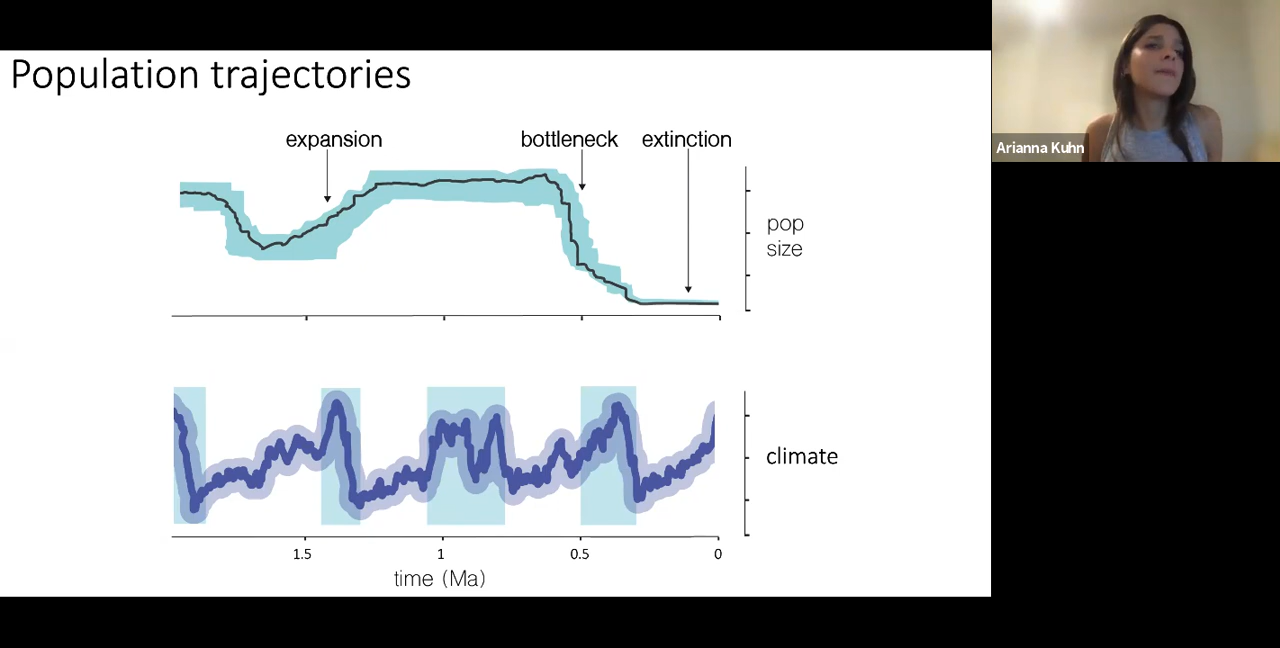 Population trajectories
Arianna Kuhn
expansion
bottleneck
extinction
pop
size
climate
1.5
1
0.5
0
time (Ma)